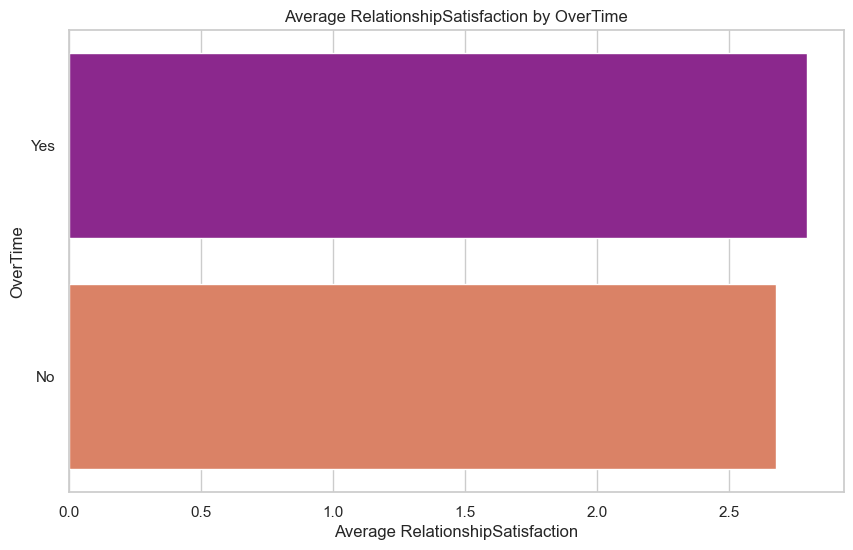 Average RelationshipSatisfaction by OverTime
Yes
No
OverTime
0.0
0.5
1.0
1.5
2.0
2.5
Average RelationshipSatisfaction